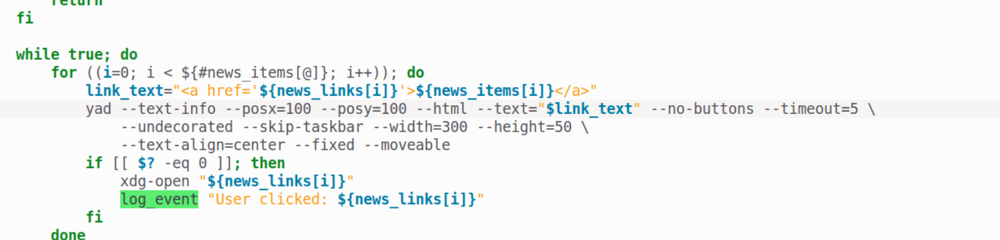 return
fi
while true; do
for ((i=0; i < ${#news_items[@]}; i++)); do
link_text="<a href='${news_links[i]}'>${news_items[i]}</a>"
yad --text-info --posx=100 --posy=100 --html --text="$link_text" --no-buttons --timeout=5 \
--undecorated --skip-taskbar --width=300 --height=50 \
--text-align=center --fixed --moveable
if [[ $? -eq 0 ]]; then
xdg-open "${news_links[i]}"
log_event "User clicked: ${news_links[i]}"
fi
done